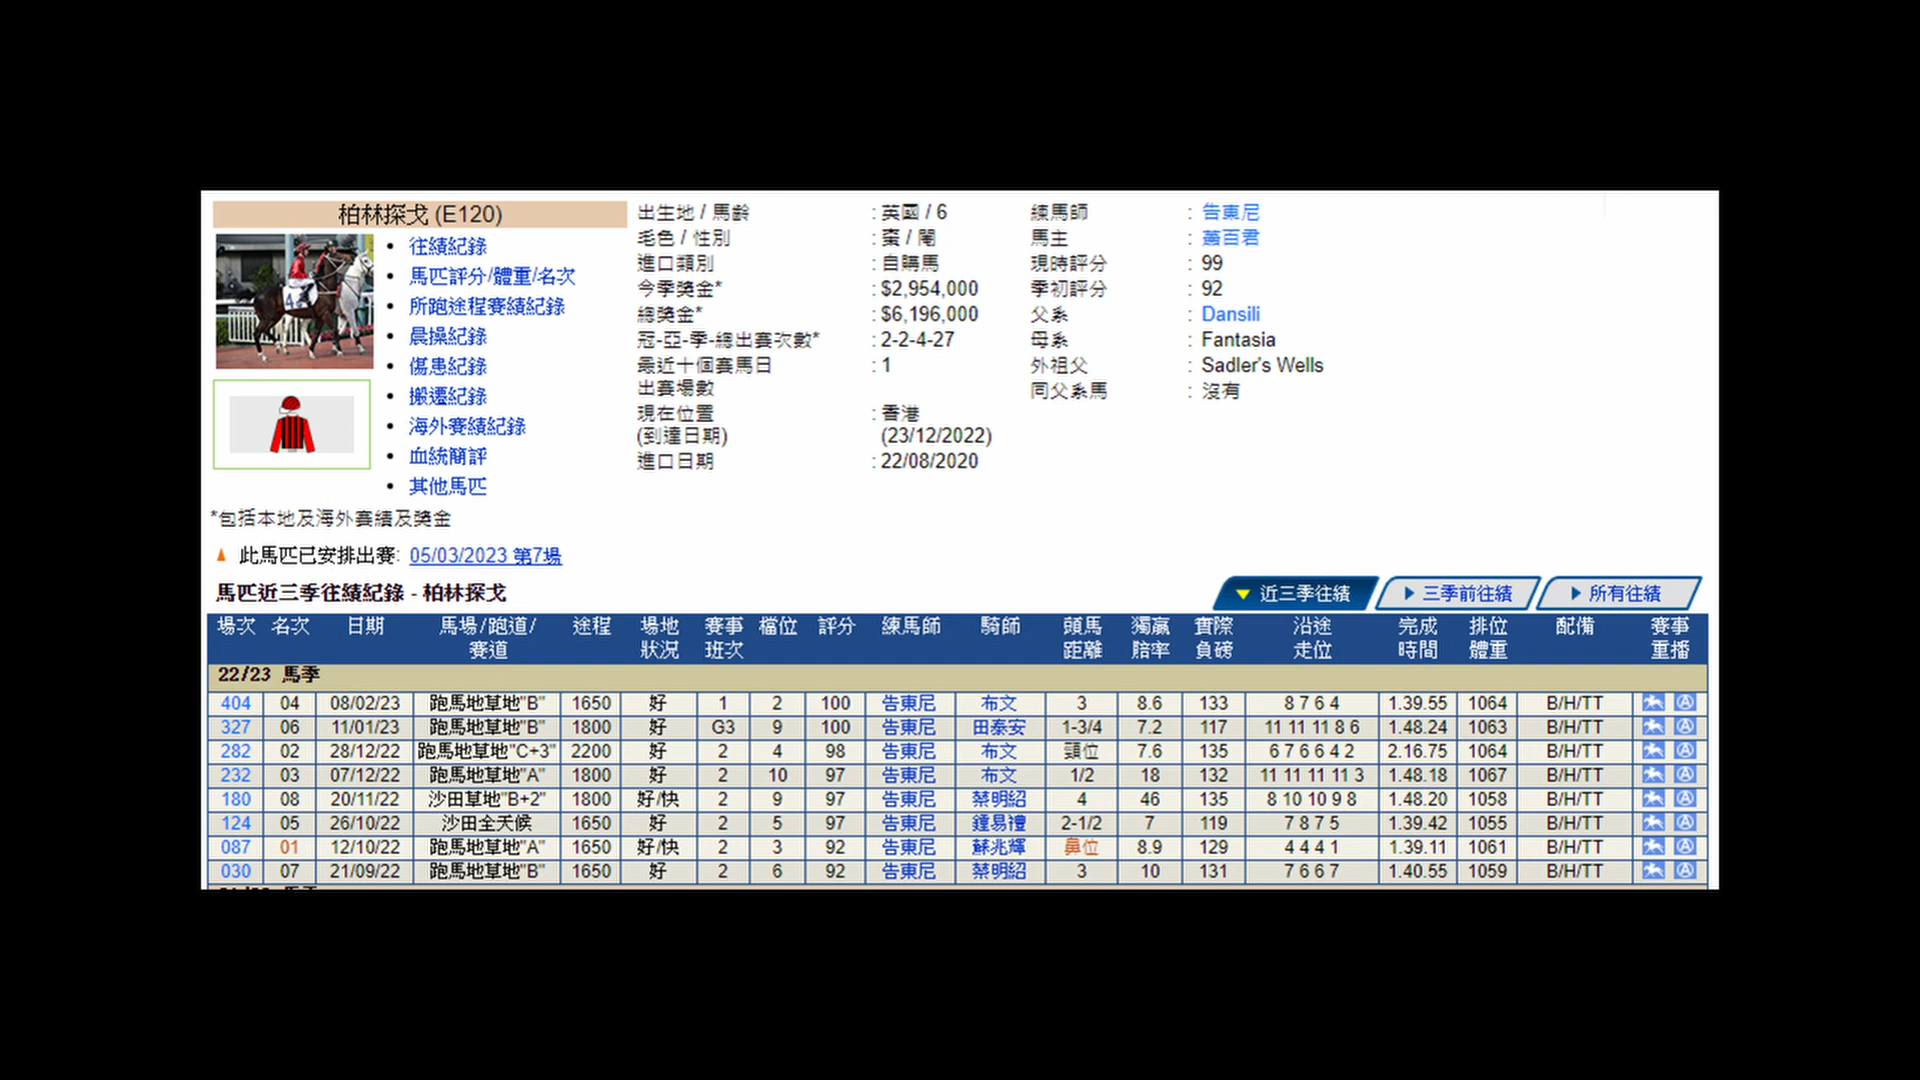 柏林探戈 (E120)
• 往績紀錄
• 馬匹評分/體重/名次
• 所跑途程賽績紀錄
• 晨操紀錄
• 傷患紀錄
• 搬遷紀錄
• 海外賽績紀錄
• 血統簡評
• 其他馬匹
出生地 / 馬齡 : 英國 / 6 練馬師 : 告東尼
毛色 / 性別 : 棗 / 閹 馬主 : 蕭百君
進口類別 : 自購馬 現時評分 : 99
今季獎金* : $2,954,000 季初評分 : 92
總獎金* : $6,196,000 父系 : Dansili
冠-亞-季-總出賽次數* : 2-2-4-27 母系 : Fantasia
最近十個賽馬日 : 1 外祖父 : Sadler's Wells
出賽場數 同父系馬 : 沒有
現在位置 : 香港
(到達日期) (23/12/2022)
進口日期 : 22/08/2020
*包括本地及海外賽績及獎金
此馬匹已安排出賽: 05/03/2023 第7場
馬匹近三季往績紀錄 - 柏林探戈 近三季往績 三季前往績 所有往績
場次 名次 日期 馬場/跑道/ 途程 場地 賽事 檔位 評分 練馬師 騎師 頭馬 獨贏 實際 沿途 完成 排位 配備 賽事
賽道 狀況 班次 距離 賠率 負磅 走位 時間 體重 重播
22/23 馬季
404 04 08/02/23 跑馬地草地"B" 1650 好 1 2 100 告東尼 布文 3 8.6 133 8 7 6 4 1.39.55 1064 B/H/TT
327 06 11/01/23 跑馬地草地"B" 1800 好 G3 9 100 告東尼 田泰安 1-3/4 7.2 117 11 11 11 8 6 1.48.24 1063 B/H/TT
282 02 28/12/22 跑馬地草地"C+3" 2200 好 2 4 98 告東尼 布文 頸位 7.6 135 6 7 6 6 4 2 2.16.75 1064 B/H/TT
232 03 07/12/22 跑馬地草地"A" 1800 好 2 10 97 告東尼 布文 1/2 18 132 11 11 11 11 3 1.48.18 1067 B/H/TT
180 08 20/11/22 沙田草地"B+2" 1800 好/快 2 9 97 告東尼 蔡明紹 4 46 135 8 10 10 9 8 1.48.20 1058 B/H/TT
124 05 26/10/22 沙田全天候 1650 好 2 5 97 告東尼 鍾易禮 2-1/2 7 119 7 8 7 5 1.39.42 1055 B/H/TT
087 01 12/10/22 跑馬地草地"A" 1650 好/快 2 3 92 告東尼 蘇兆輝 鼻位 8.9 129 4 4 4 1 1.39.11 1061 B/H/TT
030 07 21/09/22 跑馬地草地"B" 1650 好 2 6 92 告東尼 蔡明紹 3 10 131 7 6 6 7 1.40.55 1059 B/H/TT